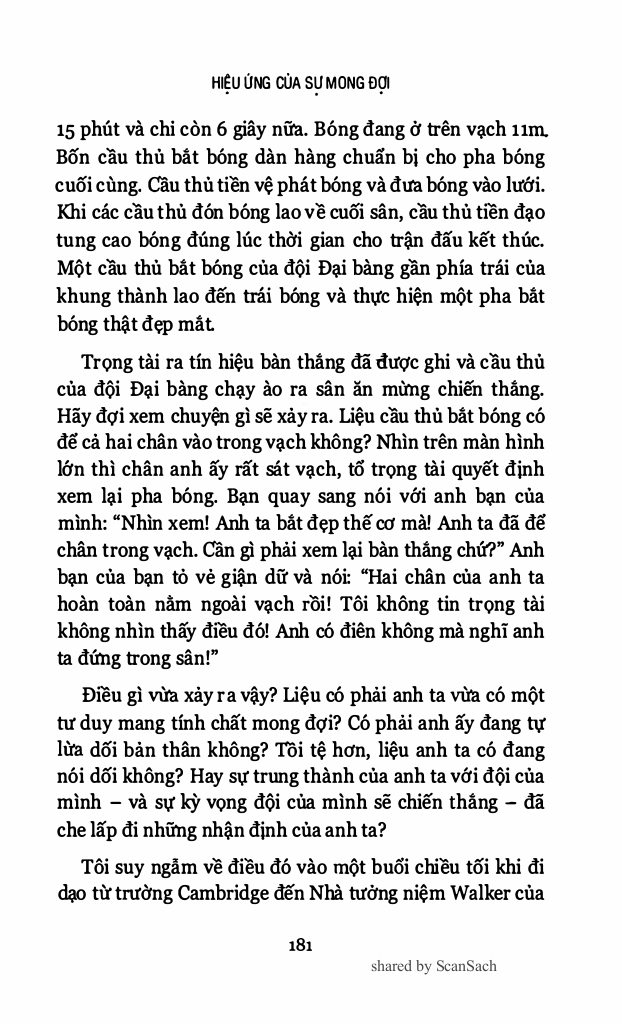 HIỆU ỨNG CỦA SỰ MONG ĐỢI
15 phút và chi còn 6 giây nữa. Bóng đang ở trên vạch 11m.
Bốn cầu thủ bắt bóng dàn hàng chuẩn bị cho pha bóng
cuối cùng. Cầu thủ tiền vệ phát bóng và đưa bóng vào lưới.
Khi các cầu thủ đón bóng lao về cuối sân, cầu thủ tiền đạo
tung cao bóng đúng lúc thời gian cho trận đấu kết thúc.
Một cầu thủ bắt bóng của đội Đại bàng gần phía trái của
khung thành lao đến trái bóng và thực hiện một pha bắt
bóng thật đẹp mắt.
Trọng tài ra tín hiệu bàn thắng đã được ghi và cầu thủ
của đội Đại bàng chạy ào ra sân ăn mừng chiến thắng.
Hãy đợi xem chuyện gì sẽ xảy ra. Liệu cầu thủ bắt bóng có
để cả hai chân vào trong vạch không? Nhìn trên màn hình
lớn thì chân anh ấy rất sát vạch, tổ trọng tài quyết định
xem lại pha bóng. Bạn quay sang nói với anh bạn của
mình: “Nhìn xem! Anh ta bắt đẹp thế cơ mà! Anh ta đã để
chân trong vạch. Cần gì phải xem lại bàn thắng chứ?” Anh
bạn của bạn tỏ vẻ giận dữ và nói: “Hai chân của anh ta
hoàn toàn nằm ngoài vạch rồi! Tôi không tin trọng tài
không nhìn thấy điều đó! Anh có điên không mà nghĩ anh
ta đứng trong sân!”
Điều gì vừa xảy ra vậy? Liệu có phải anh ta vừa có một
tư duy mang tính chất mong đợi? Có phải anh ấy đang tự
lừa dối bản thân không? Tồi tệ hơn, liệu anh ta có đang
nói dối không? Hay sự trung thành của anh ta với đội của
mình – và sự kỳ vọng đội của mình sẽ chiến thắng – đã
che lấp đi những nhận định của anh ta?
Tôi suy ngẫm về điều đó vào một buổi chiều tối khi đi
dạo từ trường Cambridge đến Nhà tưởng niệm Walker của
181
shared by ScanSach